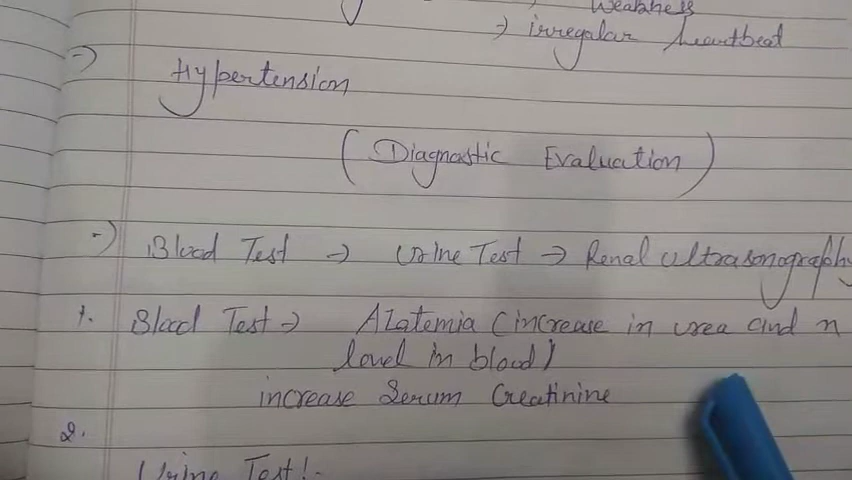 Weakness
→ irregular heartbeat
→ Hypertension
( Diagnostic Evaluation )
→ Blood Test → Urine Test → Renal ultrasonography
1. Blood Test → Azotemia (increase in urea and n
level in blood)
increase Serum Creatinine
2.
Urine Test:-